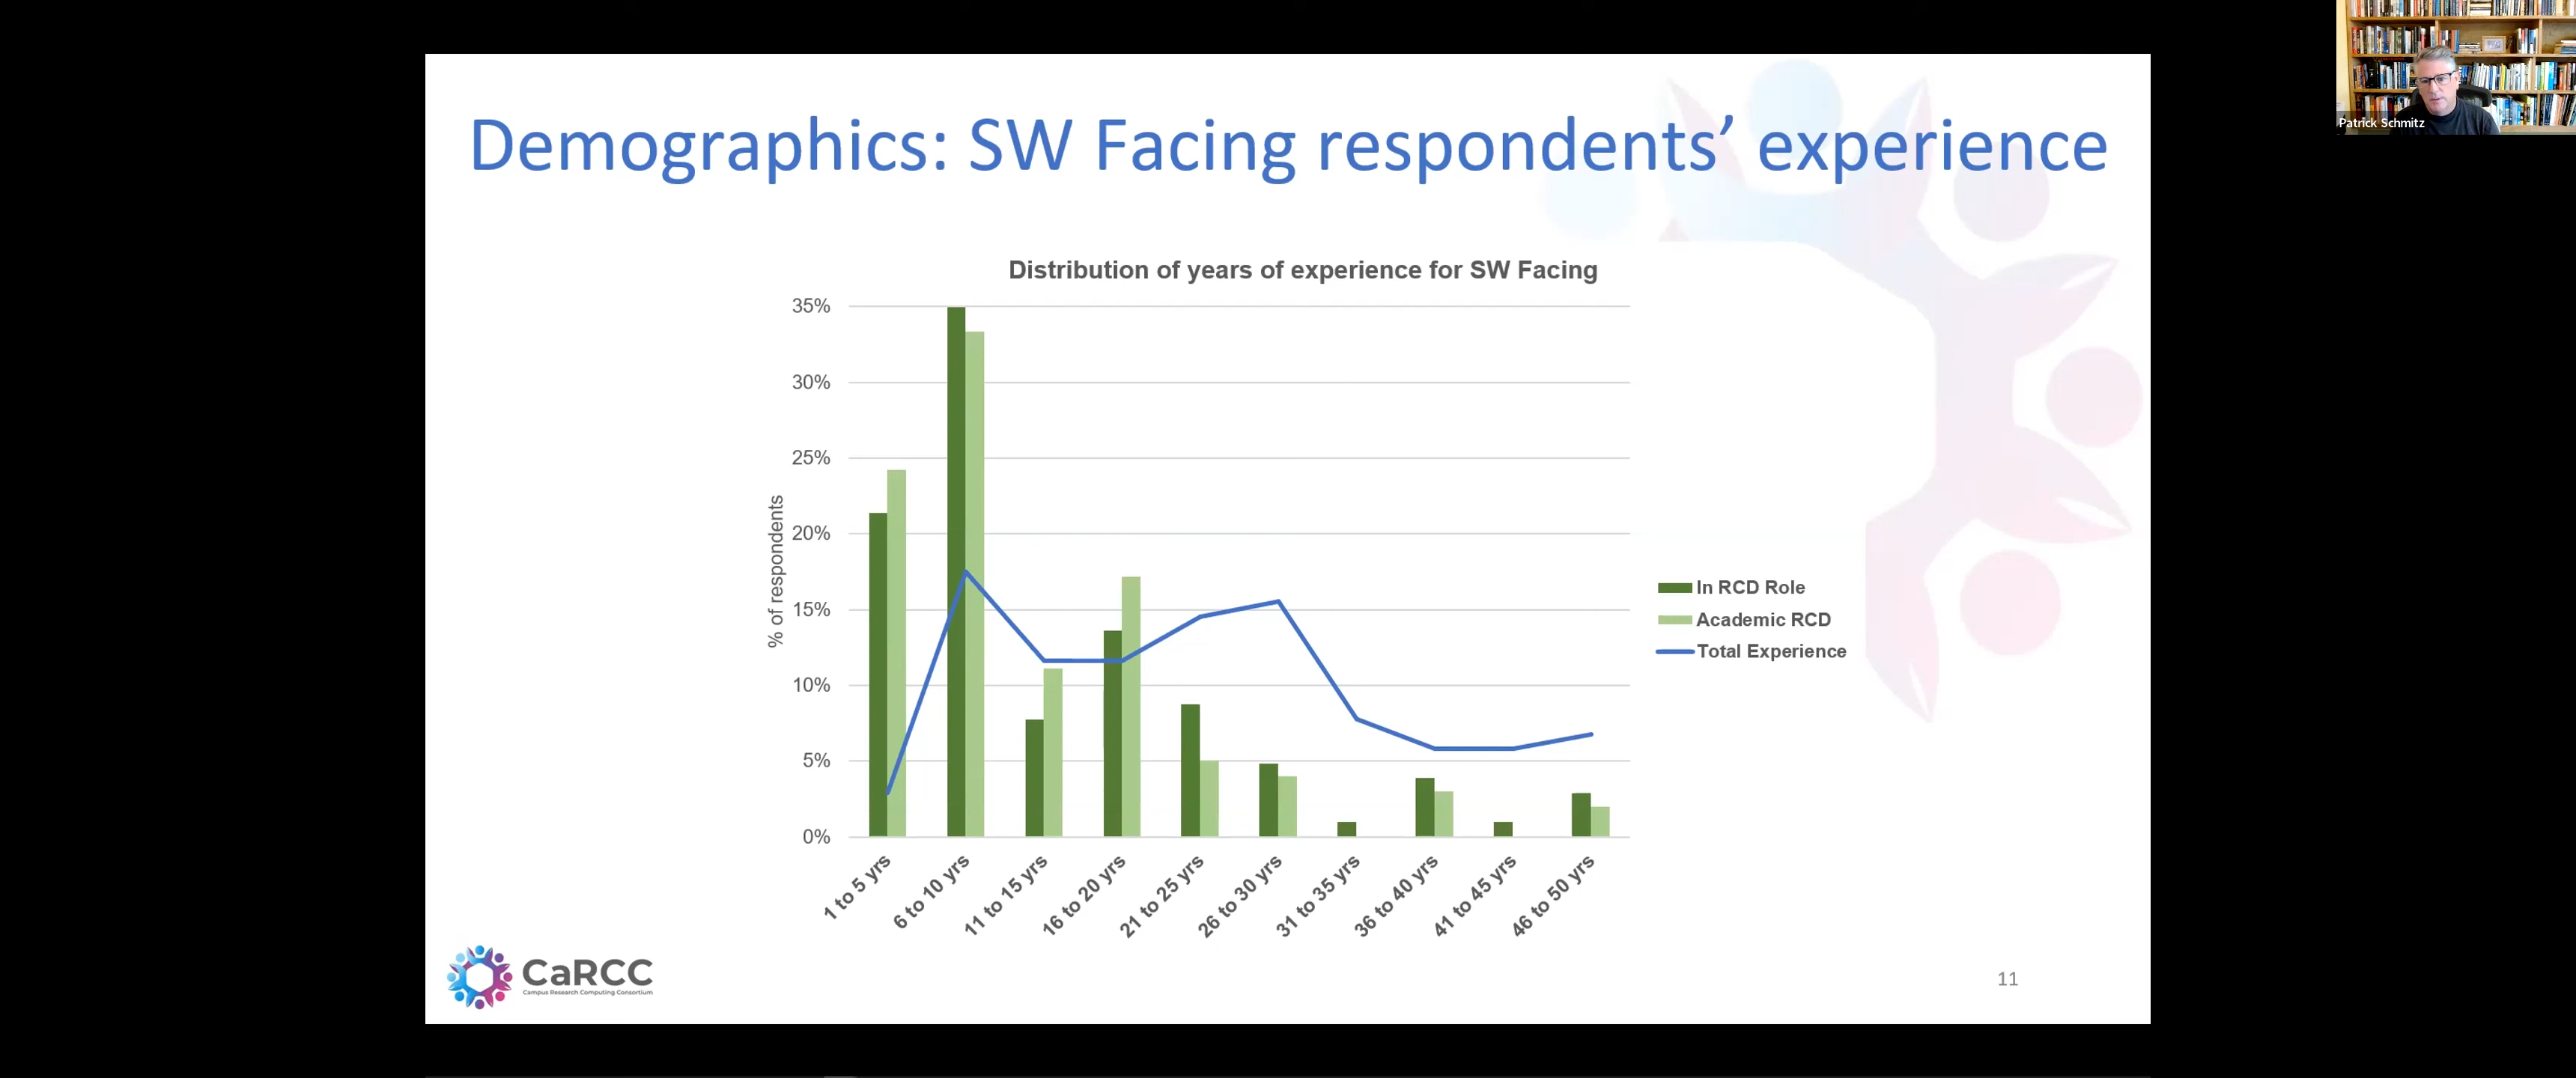 Patrick Schmitz
Demographics: SW Facing respondents’ experience
Distribution of years of experience for SW Facing
% of respondents
35%
30%
25%
20%
15%
10%
5%
0%
1 to 5 yrs
6 to 10 yrs
11 to 15 yrs
16 to 20 yrs
21 to 25 yrs
26 to 30 yrs
31 to 35 yrs
36 to 40 yrs
41 to 45 yrs
46 to 50 yrs
In RCD Role
Academic RCD
Total Experience
CaRCC
Campus Research Computing Consortium
11